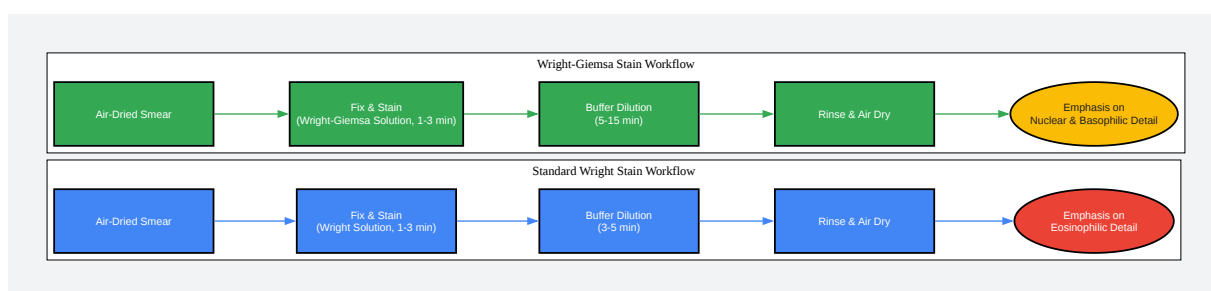 Wright-Giemsa Stain Workflow
Air-Dried Smear
Fix & Stain
(Wright-Giemsa Solution, 1-3 min)
Buffer Dilution
(5-15 min)
Rinse & Air Dry
Emphasis on
Nuclear & Basophilic Detail
Standard Wright Stain Workflow
Air-Dried Smear
Fix & Stain
(Wright Solution, 1-3 min)
Buffer Dilution
(3-5 min)
Rinse & Air Dry
Emphasis on
Eosinophilic Detail